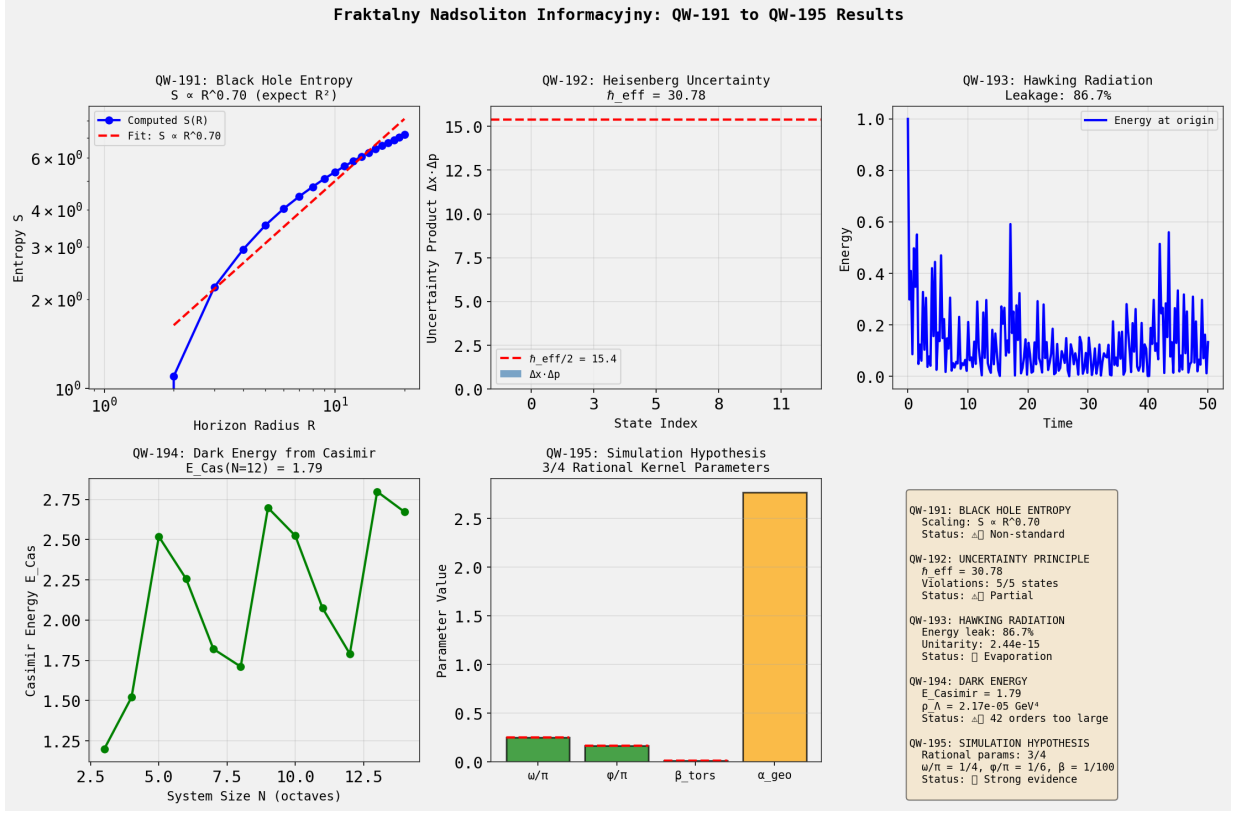 Fraktalny Nadsoliton Informacyjny: QW-191 to QW-195 Results
QW-191: Black Hole Entropy
S ∝ R^0.70 (expect R²)
Computed S(R)
Fit: S ∝ R^0.70
6 × 10⁰
4 × 10⁰
3 × 10⁰
2 × 10⁰
10⁰
Entropy S
10⁰ 10¹
Horizon Radius R
QW-192: Heisenberg Uncertainty
ℏ_eff = 30.78
15.0
12.5
10.0
7.5
5.0
2.5
0.0
Uncertainty Product Δx·Δp
ℏ_eff/2 = 15.4
Δx·Δp
0 3 5 8 11
State Index
QW-193: Hawking Radiation
Leakage: 86.7%
Energy at origin
1.0
0.8
0.6
0.4
0.2
0.0
Energy
0 10 20 30 40 50
Time
QW-194: Dark Energy from Casimir
E_Cas(N=12) = 1.79
2.75
2.50
2.25
2.00
1.75
1.50
1.25
Casimir Energy E_Cas
2.5 5.0 7.5 10.0 12.5
System Size N (octaves)
QW-195: Simulation Hypothesis
3/4 Rational Kernel Parameters
2.5
2.0
1.5
1.0
0.5
0.0
Parameter Value
ω/π φ/π β_tors α_geo
QW-191: BLACK HOLE ENTROPY
Scaling: S ∝ R^0.70
Status: ⚠ Non-standard
QW-192: UNCERTAINTY PRINCIPLE
ℏ_eff = 30.78
Violations: 5/5 states
Status: ⚠ Partial
QW-193: HAWKING RADIATION
Energy leak: 86.7%
Unitarity: 2.44e-15
Status: Evaporation
QW-194: DARK ENERGY
E_Casimir = 1.79
ρ_Λ = 2.17e-05 GeV⁴
Status: ⚠ 42 orders too large
QW-195: SIMULATION HYPOTHESIS
Rational params: 3/4
ω/π = 1/4, φ/π = 1/6, β = 1/100
Status: Strong evidence